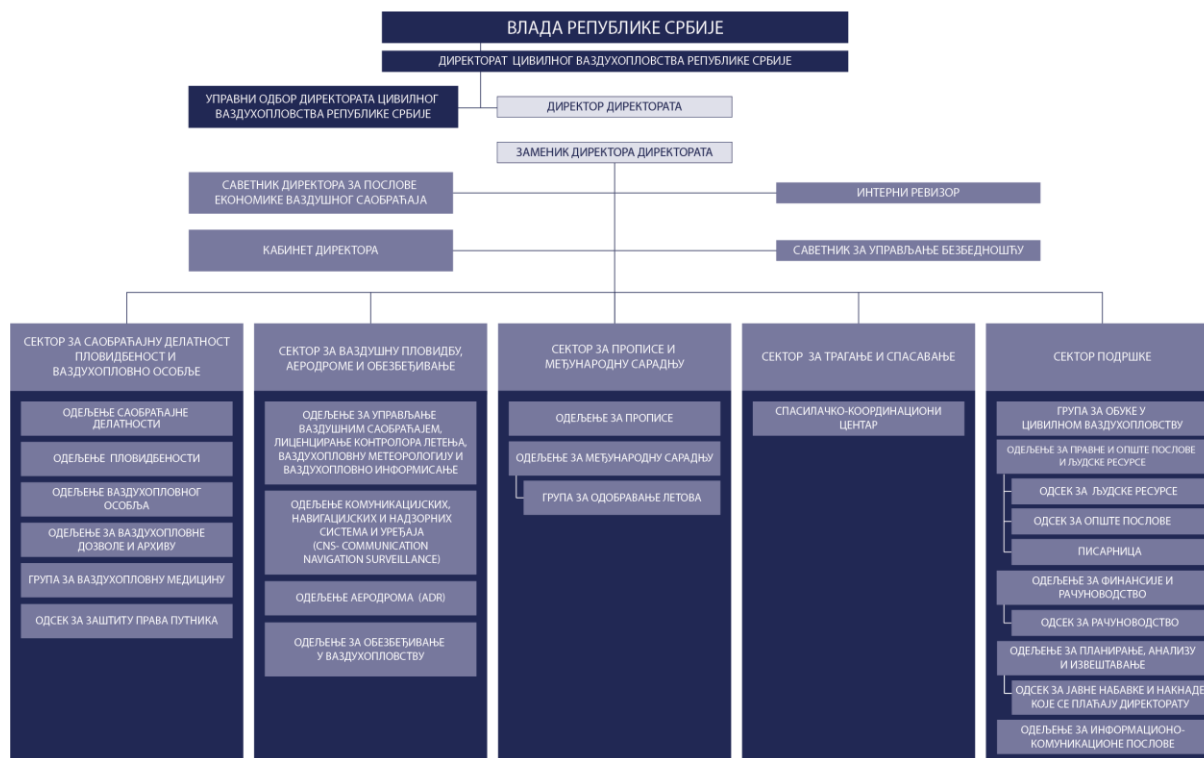 ВЛАДА РЕПУБЛИКЕ СРБИЈЕ
ДИРЕКТОРАТ ЦИВИЛНОГ ВАЗДУХОПЛОВСТВА РЕПУБЛИКЕ СРБИЈЕ
УПРАВНИ ОДБОР ДИРЕКТОРАТА ЦИВИЛНОГ
ВАЗДУХОПЛОВСТВА РЕПУБЛИКЕ СРБИЈЕ
ДИРЕКТОР ДИРЕКТОРАТА
ЗАМЕНИК ДИРЕКТОРА ДИРЕКТОРАТА
САВЕТНИК ДИРЕКТОРА ЗА ПОСЛОВЕ
ЕКОНОМИКЕ ВАЗДУШНОГ САОБРАЋАЈА
ИНТЕРНИ РЕВИЗОР
КАБИНЕТ ДИРЕКТОРА
САВЕТНИК ЗА УПРАВЉАЊЕ БЕЗБЕДНОШЋУ
СЕКТОР ЗА САОБРАЋАЈНУ ДЕЛАТНОСТ
ПЛОВИДБЕНОСТ И
ВАЗДУХОПЛОВНО ОСОБЉЕ
ОДЕЉЕЊЕ САОБРАЋАЈНЕ
ДЕЛАТНОСТИ
ОДЕЉЕЊЕ ПЛОВИДБЕНОСТИ
ОДЕЉЕЊЕ ВАЗДУХОПЛОВНОГ
ОСОБЉА
ОДЕЉЕЊЕ ЗА ВАЗДУХОПЛОВНЕ
ДОЗВОЛЕ И АРХИВУ
ГРУПА ЗА ВАЗДУХОПЛОВНУ МЕДИЦИНУ
ОДСЕК ЗА ЗАШТИТУ ПРАВА ПУТНИКА
СЕКТОР ЗА ВАЗДУШНУ ПЛОВИДБУ,
АЕРОДРОМЕ И ОБЕЗБЕЂИВАЊЕ
ОДЕЉЕЊЕ ЗА УПРАВЉАЊЕ
ВАЗДУШНИМ САОБРАЋАЈЕМ,
ЛИЦЕНЦИРАЊЕ КОНТРОЛОРА ЛЕТЕЊА,
ВАЗДУХОПЛОВНУ МЕТЕОРОЛОГИЈУ И
ВАЗДУХОПЛОВНО ИНФОРМИСАЊЕ
ОДЕЉЕЊЕ КОМУНИКАЦИЈСКИХ,
НАВИГАЦИЈСКИХ И НАДЗОРНИХ
СИСТЕМА И УРЕЂАЈА
(CNS- COMMUNICATION
NAVIGATION SURVEILLANCE)
ОДЕЉЕЊЕ АЕРОДРОМА (ADR)
ОДЕЉЕЊЕ ЗА ОБЕЗБЕЂИВАЊЕ
У ВАЗДУХОПЛОВСТВУ
СЕКТОР ЗА ПРОПИСЕ И
МЕЂУНАРОДНУ САРАДЊУ
ОДЕЉЕЊЕ ЗА ПРОПИСЕ
ОДЕЉЕЊЕ ЗА МЕЂУНАРОДНУ САРАДЊУ
ГРУПА ЗА ОДОБРАВАЊЕ ЛЕТОВА
СЕКТОР ЗА ТРАГАЊЕ И СПАСАВАЊЕ
СПАСИЛАЧКО-КООРДИНАЦИОНИ
ЦЕНТАР
СЕКТОР ПОДРШКЕ
ГРУПА ЗА ОБУКЕ У
ЦИВИЛНОМ ВАЗДУХОПЛОВСТВУ
ОДЕЉЕЊЕ ЗА ПРАВНЕ И ОПШТЕ ПОСЛОВЕ
И ЉУДСКЕ РЕСУРСЕ
ОДСЕК ЗА ЉУДСКЕ РЕСУРСЕ
ОДСЕК ЗА ОПШТЕ ПОСЛОВЕ
ПИСАРНИЦА
ОДЕЉЕЊЕ ЗА ФИНАНСИЈЕ И
РАЧУНОВОДСТВО
ОДСЕК ЗА РАЧУНОВОДСТВО
ОДЕЉЕЊЕ ЗА ПЛАНИРАЊЕ, АНАЛИЗУ
И ИЗВЕШТАВАЊЕ
ОДСЕК ЗА ЈАВНЕ НАБАВКЕ И НАКНАДЕ
КОЈЕ СЕ ПЛАЋАЈУ ДИРЕКТОРАТУ
ОДЕЉЕЊЕ ЗА ИНФОРМАЦИОНО-
КОМУНИКАЦИОНЕ ПОСЛОВЕ